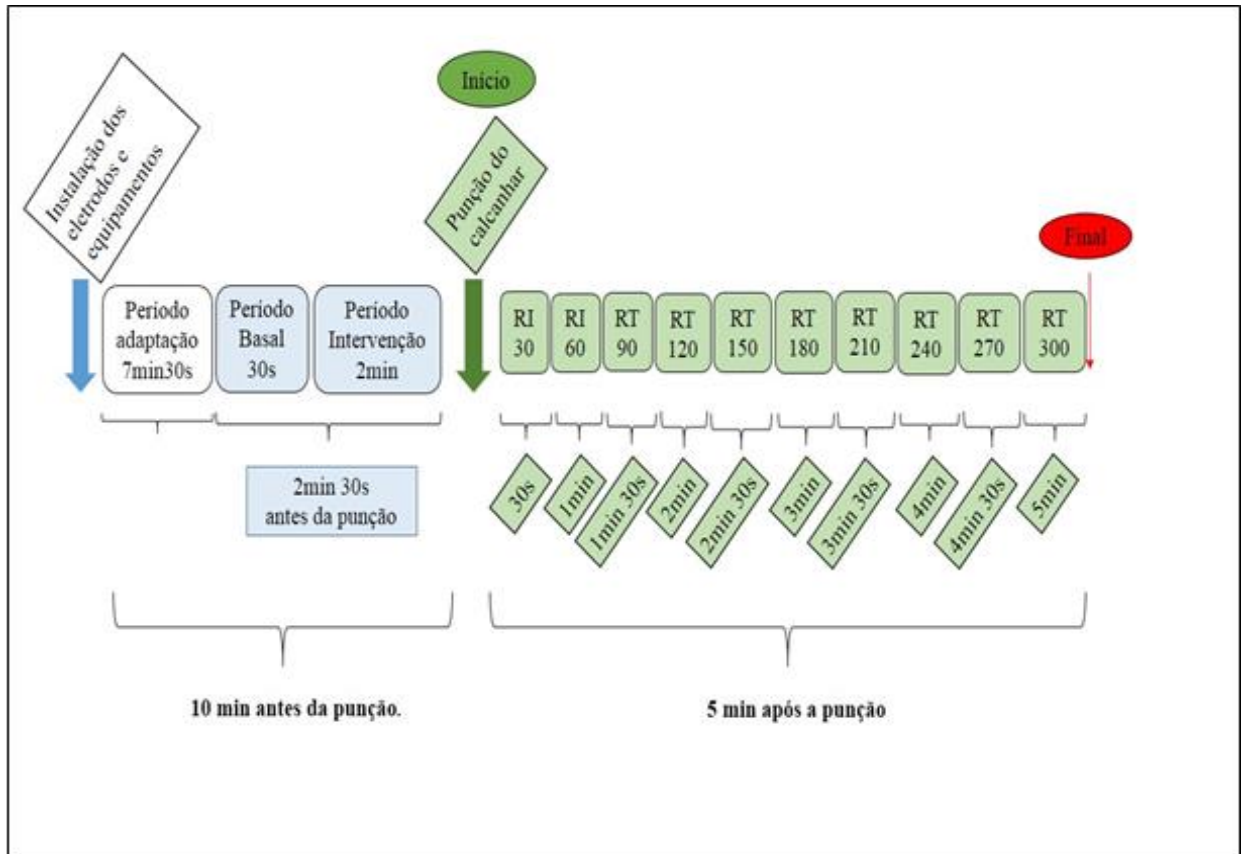 Início
Instalação dos
eletrodos e
equipamentos
Punção do
calcanhar
Final
Período
adaptação
7min30s
Período
Basal
30s
Período
Intervenção
2min
RI
30
RI
60
RT
90
RT
120
RT
150
RT
180
RT
210
RT
240
RT
270
RT
300
2min 30s
antes da punção
30s
1min
1min 30s
2min
2min 30s
3min
3min 30s
4min
4min 30s
5min
10 min antes da punção.
5 min após a punção